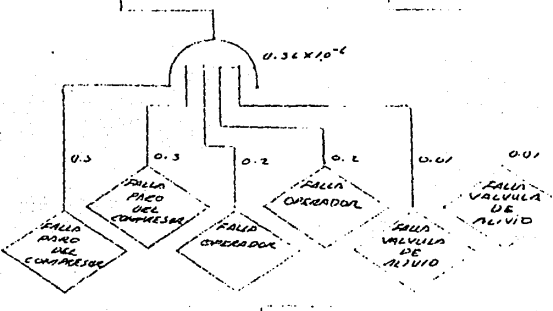 0.36 x 10⁻⁶
0.3
0.3
0.2
0.2
0.01
0.01
FALLA
PARO
DEL
COMPRESOR
FALLA
PARO
DEL
COMPRESOR
FALLA
OPERADOR
FALLA
OPERADOR
FALLA
VALVULA
DE
ALIVIO
FALLA
VALVULA
DE
ALIVIO